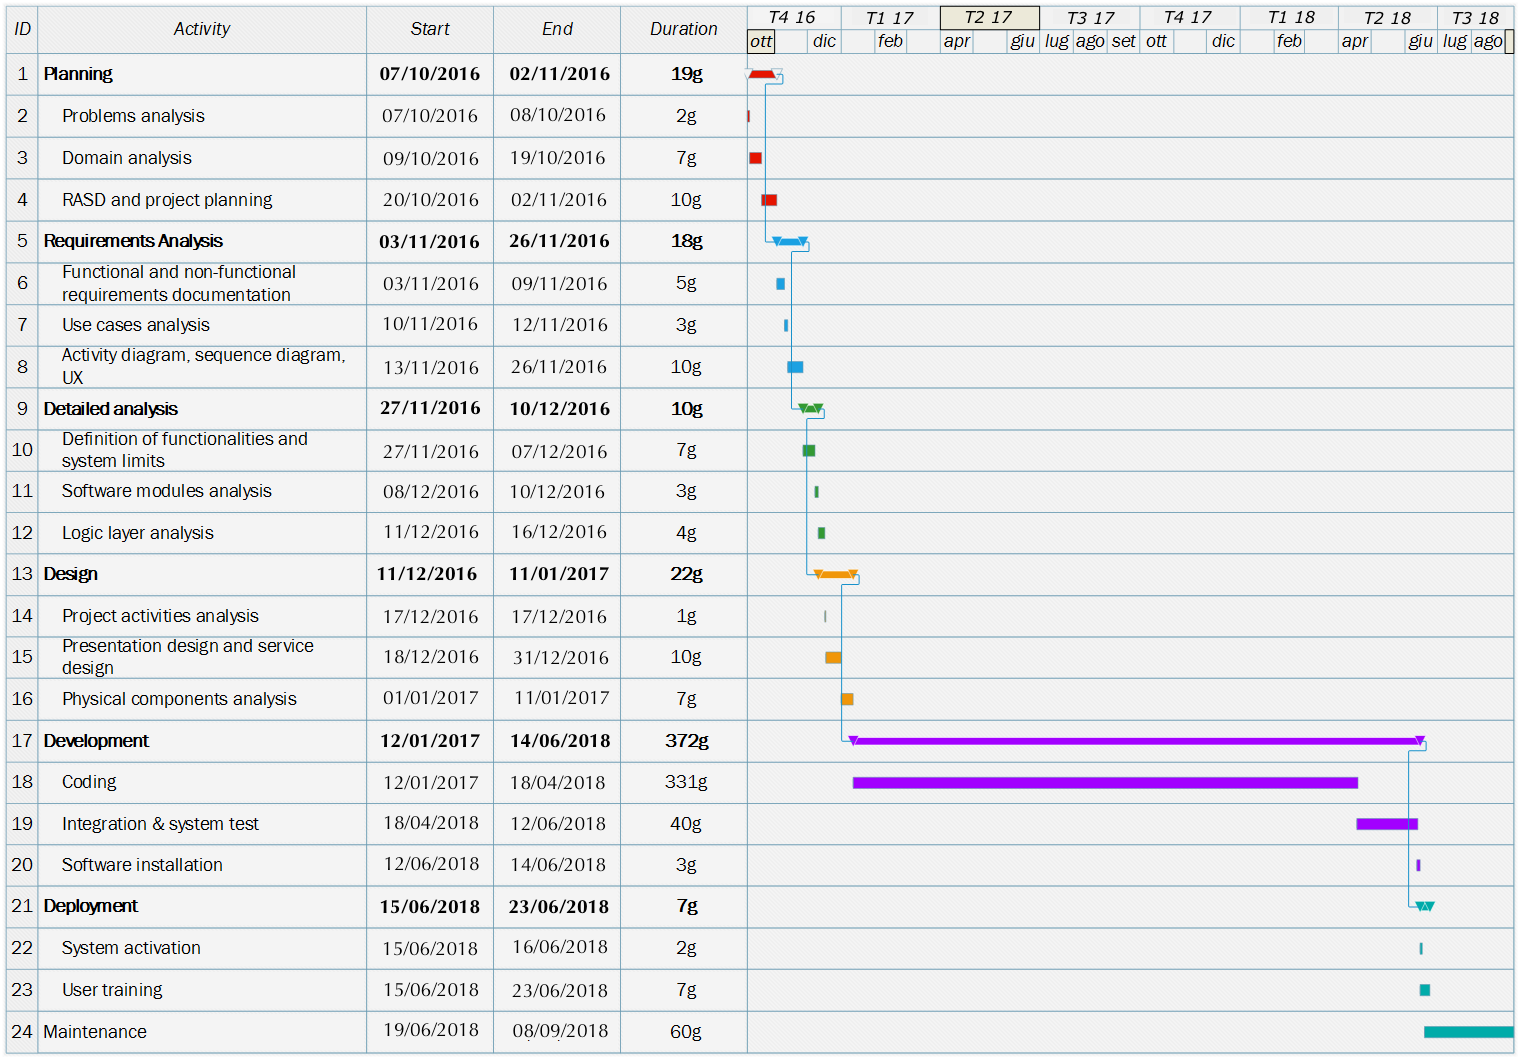 ID Activity Start End Duration T4 16 T1 17 T2 17 T3 17 T4 17 T1 18 T2 18 T3 18
ott dic feb apr giu lug ago set ott dic feb apr giu lug ago
1 Planning 07/10/2016 02/11/2016 19g
2 Problems analysis 07/10/2016 08/10/2016 2g
3 Domain analysis 09/10/2016 19/10/2016 7g
4 RASD and project planning 20/10/2016 02/11/2016 10g
5 Requirements Analysis 03/11/2016 26/11/2016 18g
6 Functional and non-functional
requirements documentation 03/11/2016 09/11/2016 5g
7 Use cases analysis 10/11/2016 12/11/2016 3g
8 Activity diagram, sequence diagram,
UX 13/11/2016 26/11/2016 10g
9 Detailed analysis 27/11/2016 10/12/2016 10g
10 Definition of functionalities and
system limits 27/11/2016 07/12/2016 7g
11 Software modules analysis 08/12/2016 10/12/2016 3g
12 Logic layer analysis 11/12/2016 16/12/2016 4g
13 Design 11/12/2016 11/01/2017 22g
14 Project activities analysis 17/12/2016 17/12/2016 1g
15 Presentation design and service
design 18/12/2016 31/12/2016 10g
16 Physical components analysis 01/01/2017 11/01/2017 7g
17 Development 12/01/2017 14/06/2018 372g
18 Coding 12/01/2017 18/04/2018 331g
19 Integration & system test 18/04/2018 12/06/2018 40g
20 Software installation 12/06/2018 14/06/2018 3g
21 Deployment 15/06/2018 23/06/2018 7g
22 System activation 15/06/2018 16/06/2018 2g
23 User training 15/06/2018 23/06/2018 7g
24 Maintenance 19/06/2018 08/09/2018 60g